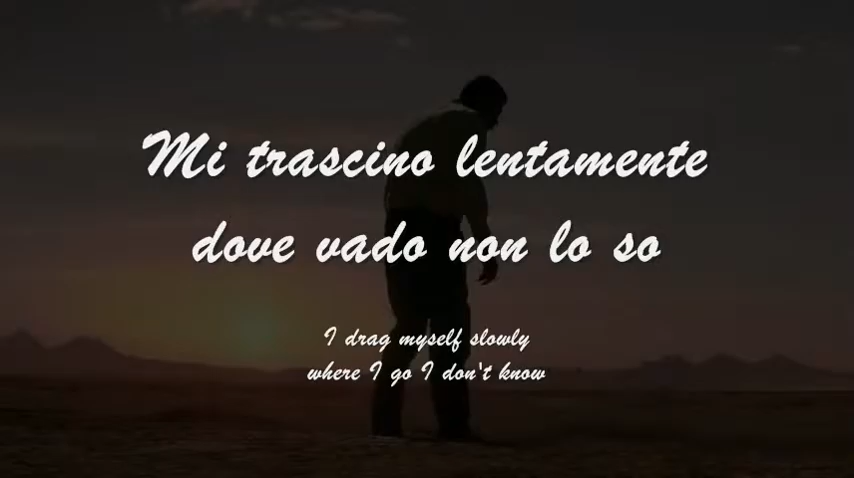 Mi trascino lentamente
dove vado non lo so
I drag myself slowly
where I go I don't know